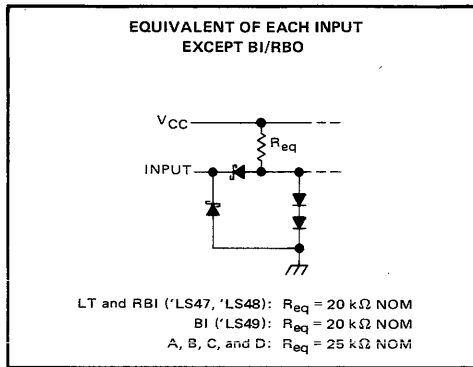 EQUIVALENT OF EACH INPUT
EXCEPT BI/RBO
VCC
Req
INPUT
LT and RBI ('LS47, 'LS48): Req = 20 kΩ NOM
BI ('LS49): Req = 20 kΩ NOM
A, B, C, and D: Req = 25 kΩ NOM